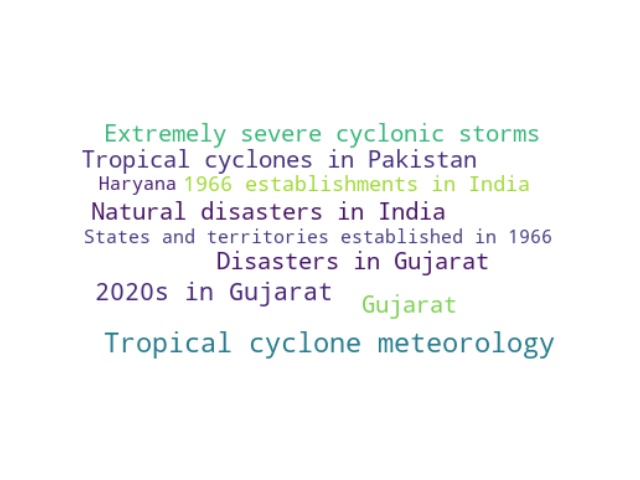 Extremely severe cyclonic storms
Tropical cyclones in Pakistan
Haryana 1966 establishments in India
Natural disasters in India
States and territories established in 1966
Disasters in Gujarat
2020s in Gujarat
Gujarat
Tropical cyclone meteorology